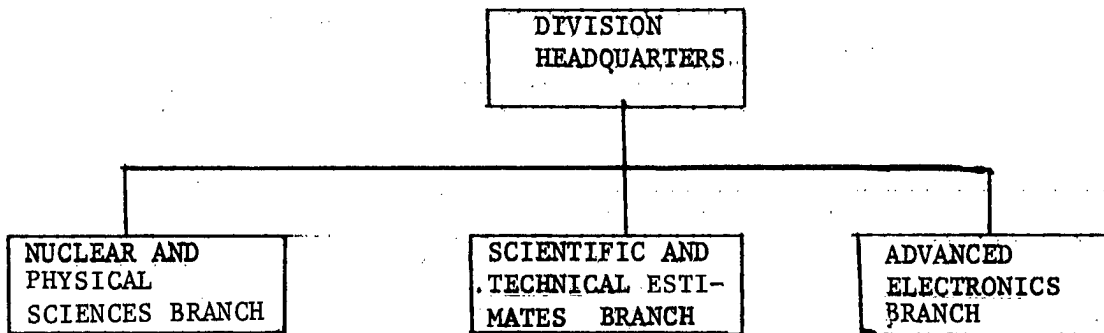 DIVISION
HEADQUARTERS
NUCLEAR AND
PHYSICAL
SCIENCES BRANCH
SCIENTIFIC AND
TECHNICAL ESTI-
MATES BRANCH
ADVANCED
ELECTRONICS
BRANCH